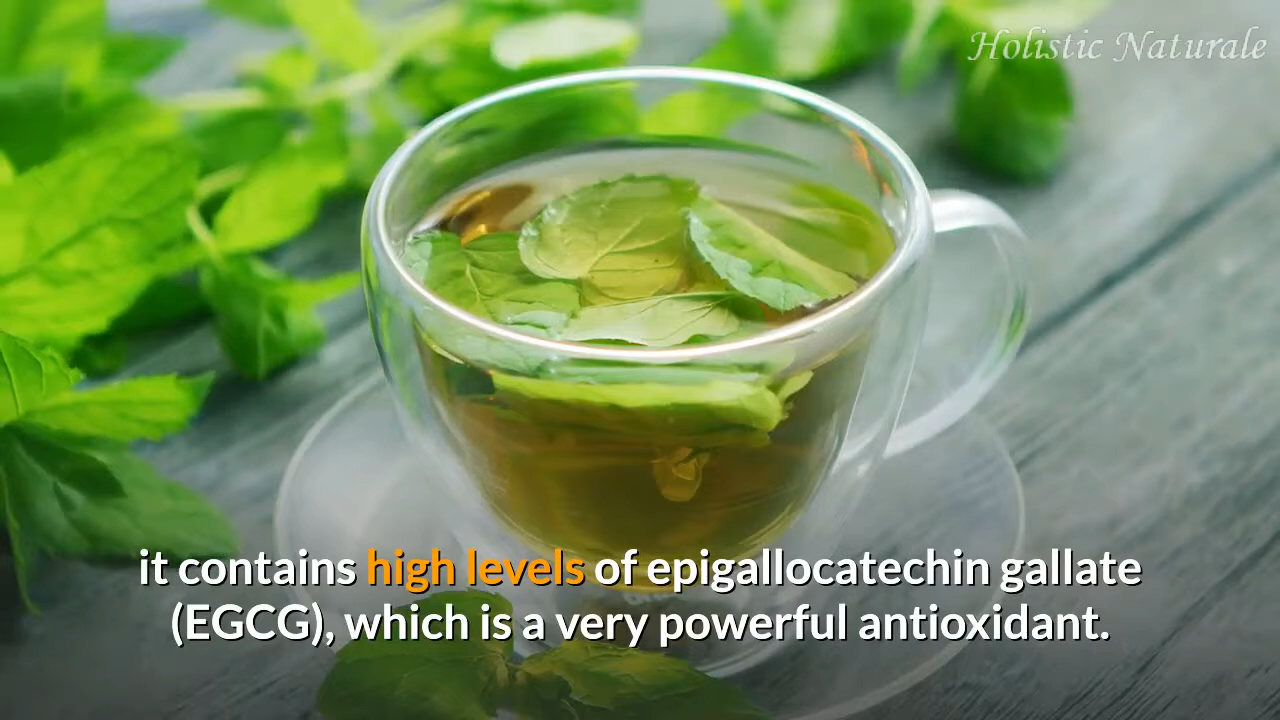 Holistic Naturale
it contains high levels of epigallocatechin gallate
(EGCG), which is a very powerful antioxidant.